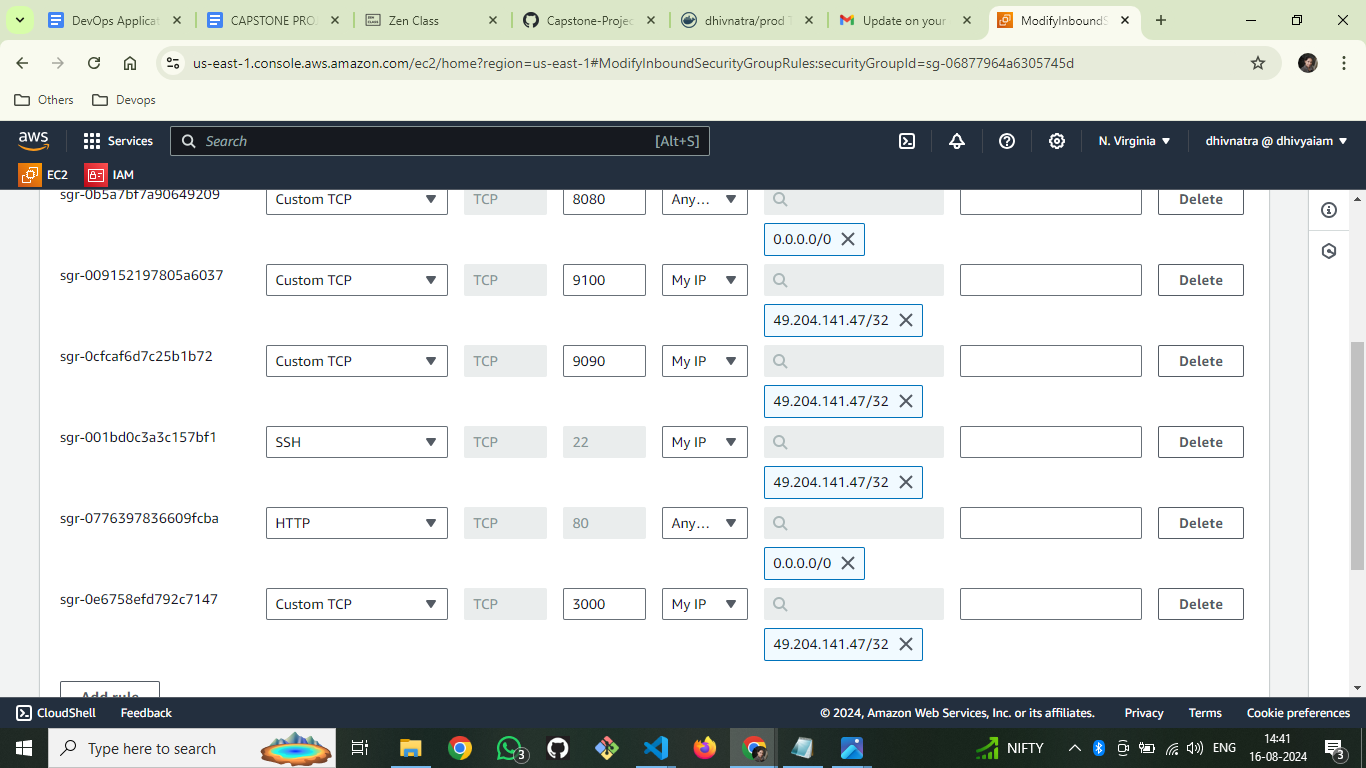 DevOps Applicat
CAPSTONE PRO
Zen Class
Capstone-Projec
dhivnatra/prod T
Update on your
ModifyInboundS
us-east-1.console.aws.amazon.com/ec2/home?region=us-east-1#ModifyInboundSecurityGroupRules:securityGroupId=sg-06877964a6305745d
Others
Devops
aws
Services
Search
[Alt+S]
N. Virginia
dhivnatra @ dhivyaiam
EC2
IAM
sgr-0b5a7bf7a90649209 Custom TCP TCP 8080 Any... Delete
0.0.0.0/0
sgr-009152197805a6037 Custom TCP TCP 9100 My IP Delete
49.204.141.47/32
sgr-0cfcaf6d7c25b1b72 Custom TCP TCP 9090 My IP Delete
49.204.141.47/32
sgr-001bd0c3a3c157bf1 SSH TCP 22 My IP Delete
49.204.141.47/32
sgr-0776397836609fcba HTTP TCP 80 Any... Delete
0.0.0.0/0
sgr-0e6758efd792c7147 Custom TCP TCP 3000 My IP Delete
49.204.141.47/32
Add rule
CloudShell
Feedback
© 2024, Amazon Web Services, Inc. or its affiliates.
Privacy
Terms
Cookie preferences
Type here to search
3
NIFTY
ENG
14:41
16-08-2024
3